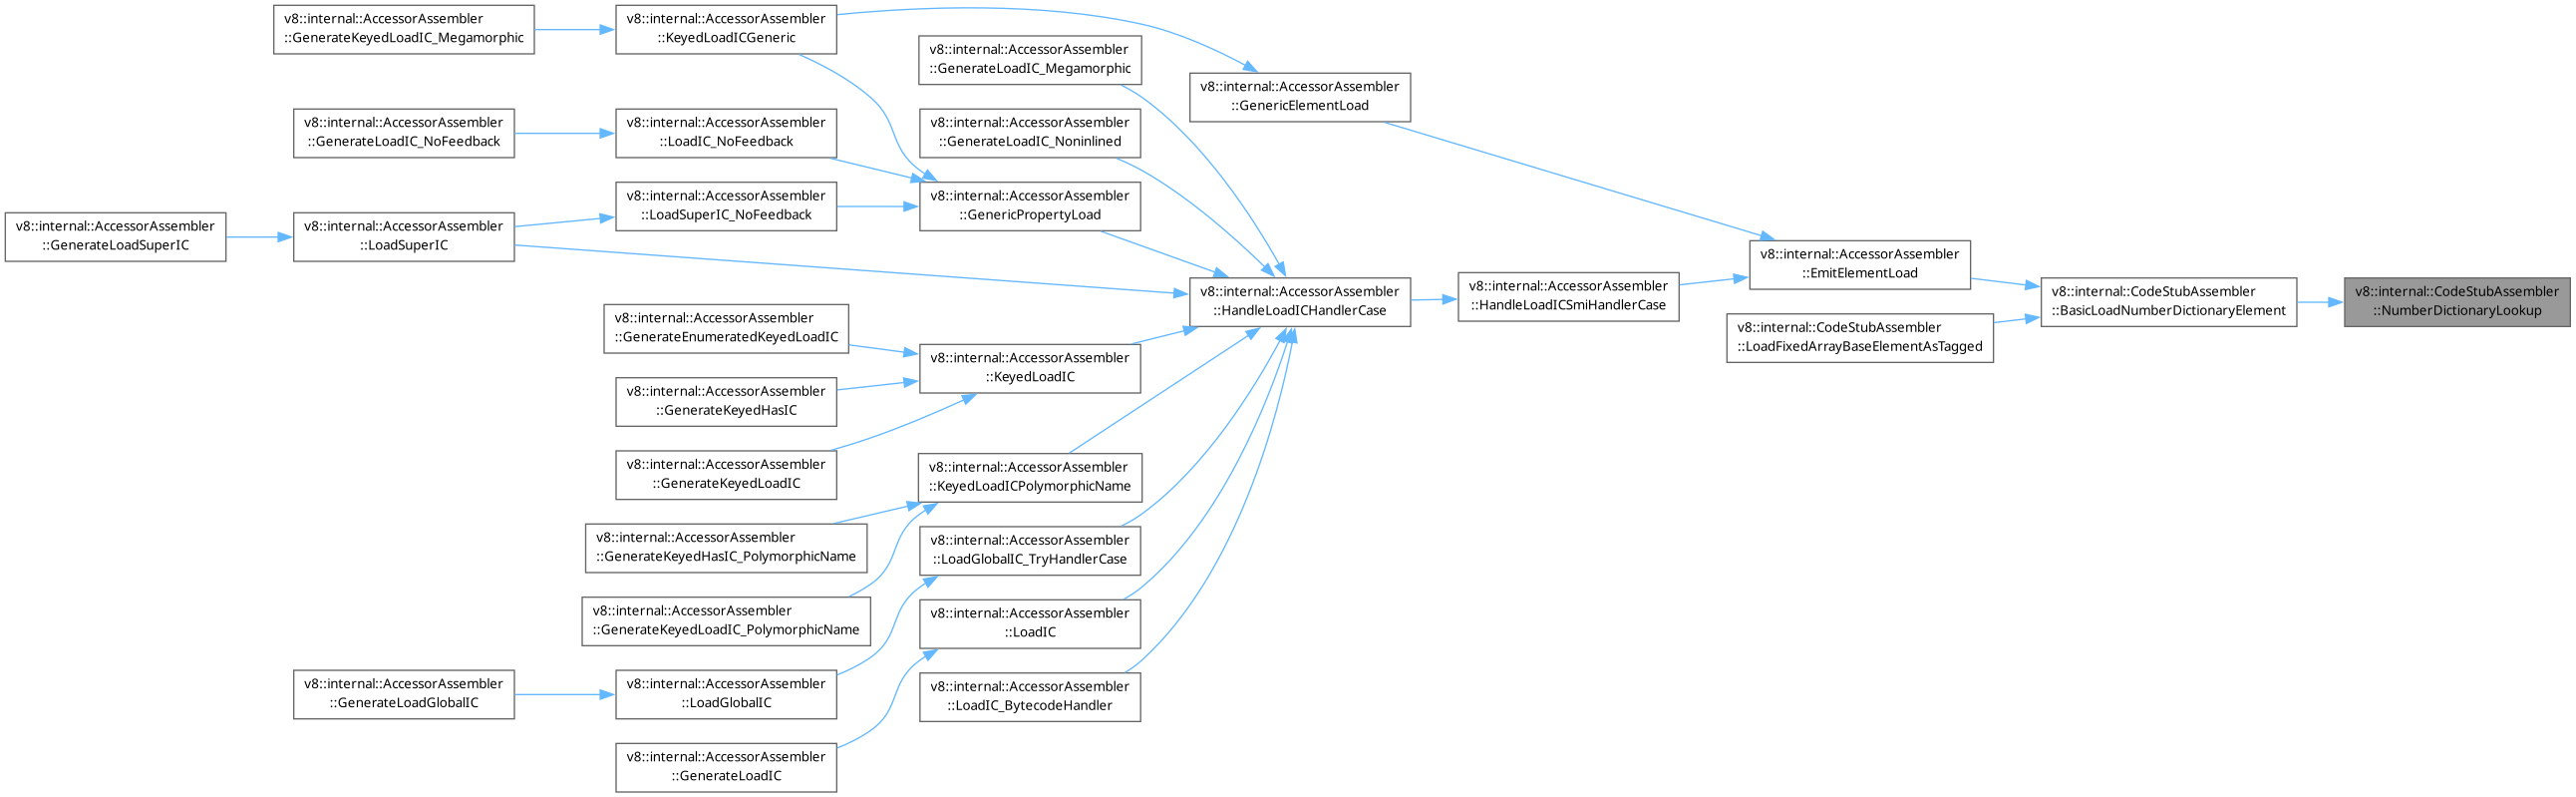 v8::internal::AccessorAssembler
::GenerateKeyedLoadIC_Megamorphic
v8::internal::AccessorAssembler
::KeyedLoadICGeneric
v8::internal::AccessorAssembler
::GenerateLoadIC_Megamorphic
v8::internal::AccessorAssembler
::GenericElementLoad
v8::internal::AccessorAssembler
::GenerateLoadIC_NoFeedback
v8::internal::AccessorAssembler
::LoadIC_NoFeedback
v8::internal::AccessorAssembler
::GenerateLoadIC_Noninlined
v8::internal::AccessorAssembler
::LoadSuperIC_NoFeedback
v8::internal::AccessorAssembler
::GenericPropertyLoad
v8::internal::AccessorAssembler
::GenerateLoadSuperIC
v8::internal::AccessorAssembler
::LoadSuperIC
v8::internal::AccessorAssembler
::EmitElementLoad
v8::internal::AccessorAssembler
::HandleLoadICHandlerCase
v8::internal::AccessorAssembler
::HandleLoadICSmiHandlerCase
v8::internal::CodeStubAssembler
::BasicLoadNumberDictionaryElement
v8::internal::CodeStubAssembler
::NumberDictionaryLookup
v8::internal::CodeStubAssembler
::LoadFixedArrayBaseElementAsTagged
v8::internal::AccessorAssembler
::GenerateEnumeratedKeyedLoadIC
v8::internal::AccessorAssembler
::KeyedLoadIC
v8::internal::AccessorAssembler
::GenerateKeyedHasIC
v8::internal::AccessorAssembler
::GenerateKeyedLoadIC
v8::internal::AccessorAssembler
::KeyedLoadICPolymorphicName
v8::internal::AccessorAssembler
::GenerateKeyedHasIC_PolymorphicName
v8::internal::AccessorAssembler
::LoadGlobalIC_TryHandlerCase
v8::internal::AccessorAssembler
::GenerateKeyedLoadIC_PolymorphicName
v8::internal::AccessorAssembler
::LoadIC
v8::internal::AccessorAssembler
::GenerateLoadGlobalIC
v8::internal::AccessorAssembler
::LoadGlobalIC
v8::internal::AccessorAssembler
::LoadIC_BytecodeHandler
v8::internal::AccessorAssembler
::GenerateLoadIC